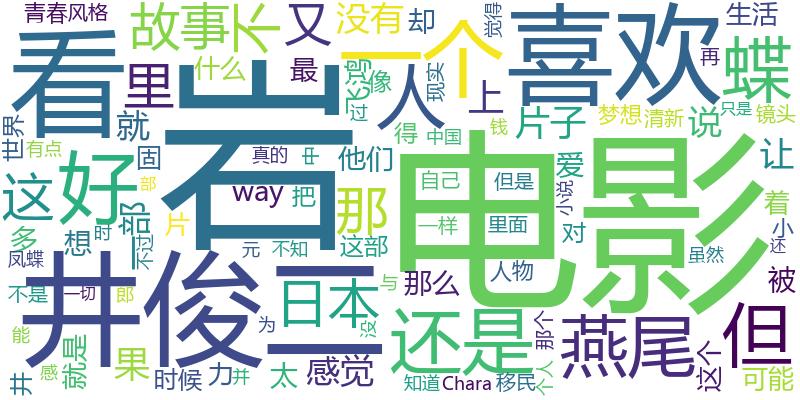 青春风格
故事
不
又
没有
却
觉得
生活
看
里
岩
什么
最
飞鸿
像
一个
人
现实
上
喜欢
再
蝶
过
梦想
清新
只是
镜头
世界
就
得
中国
钱
片子
说
有点
固
真的
中
他们
爱
让
这
好
部
片
way
把
那
自己
但是
小说
电影
着
多
想
时
不过
元
不知
这部
一样
里面
对
小
还
凤蝶
井俊二
日本
与
那么
人物
虽然
被
不是
一切
郎
为
没
还是
燕尾
那个
但
能
感
就是
果
时候
力
并
太
感觉
知道
Chara
移民
个人
这个
可能
井
部